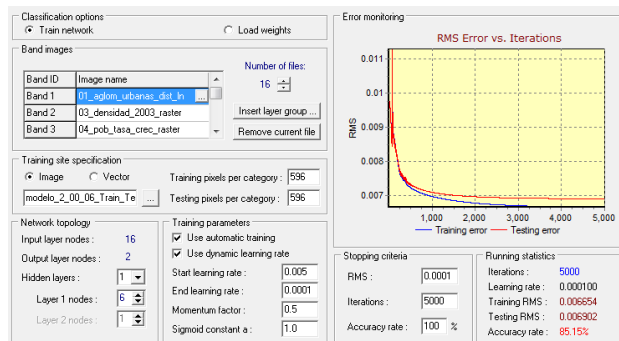 Classification options
Train network
Load weights
Band images
Number of files:
16
Band ID Image name
Band 1 01_aglom_urbanas_dist_ln ...
Band 2 03_densidad_2003_raster
Band 3 04_pob_tasa_crec_raster
Insert layer group ...
Remove current file
Training site specification
Image
Vector
modelo_2_00_06_Train_Te ...
Training pixels per category : 596
Testing pixels per category : 596
Network topology
Input layer nodes : 16
Output layer nodes : 2
Hidden layers : 1
Layer 1 nodes : 6
Layer 2 nodes : 1
Training parameters
Use automatic training
Use dynamic learning rate
Start learning rate : 0.005
End learning rate : 0.0001
Momentum factor : 0.5
Sigmoid constant a : 1.0
Error monitoring
RMS Error vs. Iterations
RMS
0.011
0.01
0.009
0.008
0.007
1,000 2,000 3,000 4,000 5,000
Training error Testing error
Stopping criteria
RMS : 0.0001
Iterations : 5000
Accuracy rate : 100 %
Running statistics
Iterations : 5000
Learning rate : 0.000100
Training RMS : 0.006654
Testing RMS : 0.006902
Accuracy rate : 85.15%